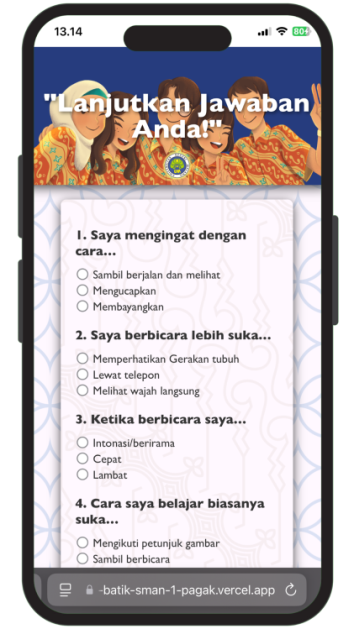 13.14
80
"Lanjutkan Jawaban
Anda!"
1. Saya mengingat dengan
cara...
Sambil berjalan dan melihat
Mengucapkan
Membayangkan
2. Saya berbicara lebih suka...
Memperhatikan Gerakan tubuh
Lewat telepon
Melihat wajah langsung
3. Ketika berbicara saya...
Intonasi/berirama
Cepat
Lambat
4. Cara saya belajar biasanya
suka...
Mengikuti petunjuk gambar
Sambil berbicara
-batik-sman-1-pagak.vercel.app